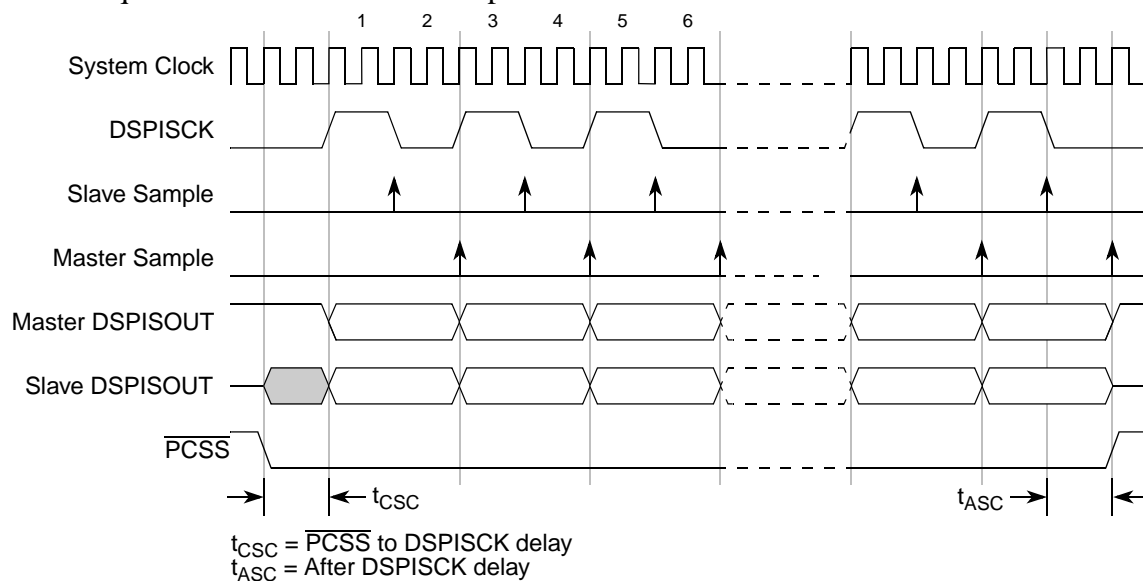 1 2 3 4 5 6
System Clock
DSPISCK
Slave Sample
Master Sample
Master DSPISOUT
Slave DSPISOUT
PCSS
tCSC
tASC
tCSC = PCSS to DSPISCK delay
tASC = After DSPISCK delay